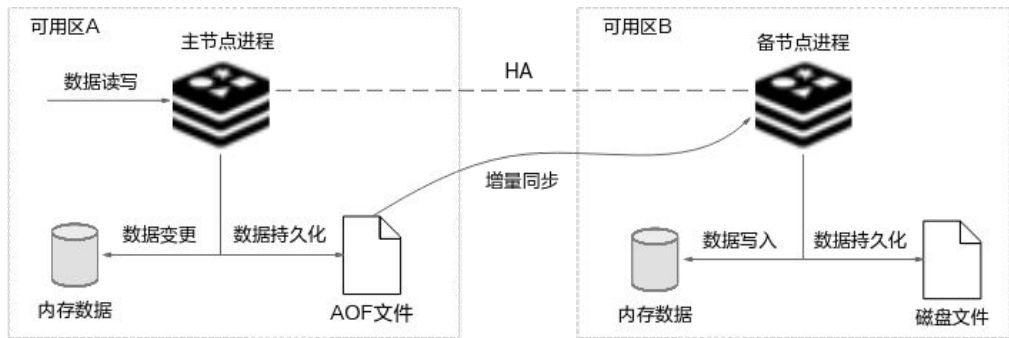 可用区A
主节点进程
数据读写
数据变更
数据持久化
内存数据
AOF文件
HA
增量同步
可用区B
备节点进程
数据写入
数据持久化
内存数据
磁盘文件